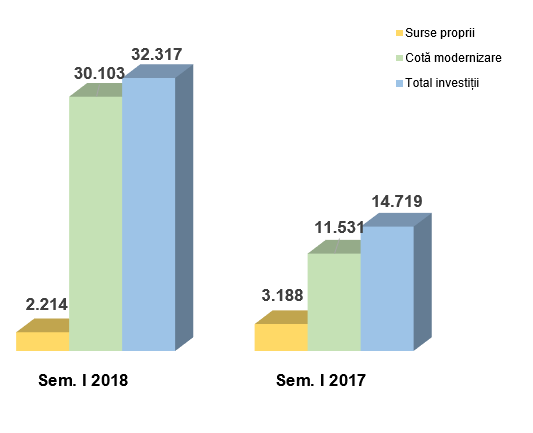 Surse proprii
Cotă modernizare
Total investiții
32.317
30.103
2.214
14.719
11.531
3.188
Sem. I 2018
Sem. I 2017